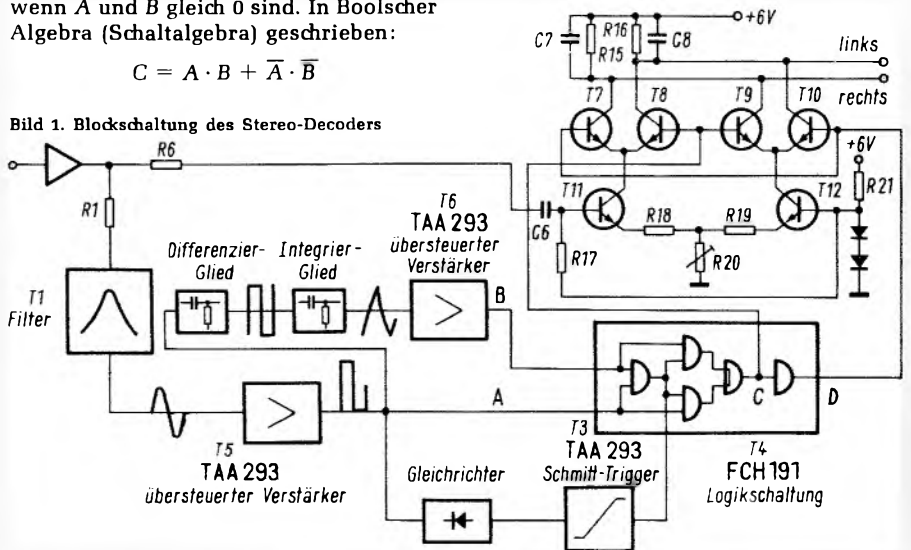 wenn A und B gleich 0 sind. In Boolscher
Algebra (Schaltalgebra) geschrieben:
C = A · B + A̅ · B̅
Bild 1. Blockschaltung des Stereo-Decoders
+6V
C7
R16
R15
C8
links
rechts
T7
T8
T9
T10
+6V
R6
R1
T11
T12
R21
C6
R17
R18
R19
R20
T6
TAA 293
übersteuerter
Verstärker
Differenzier-
Glied
Integrier-
Glied
T1
Filter
>
B
A
C
D
>
T5
TAA 293
übersteuerter Verstärker
T3
TAA 293
Schmitt-Trigger
T4
FCH 191
Logikschaltung
Gleichrichter